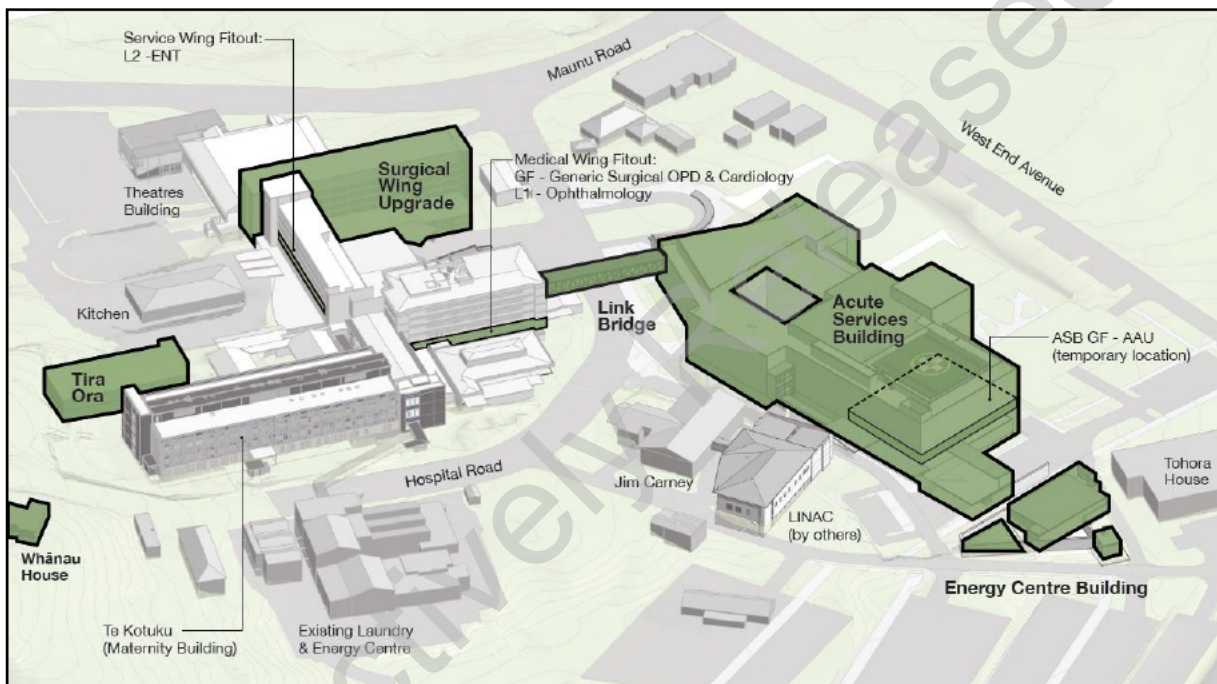 Service Wing Fitout:
L2 -ENT
Maunu Road
West End Avenue
Theatres
Building
Surgical
Wing
Upgrade
Medical Wing Fitout:
GF - Generic Surgical OPD & Cardiology
L1 - Ophthalmology
Kitchen
Link
Bridge
Acute
Services
Building
ASB GF - AAU
(temporary location)
Tira
Ora
Hospital Road
Jim Carney
LINAC
(by others)
Tohora
House
Whānau
House
Energy Centre Building
Te Kotuku
(Maternity Building)
Existing Laundry
& Energy Centre